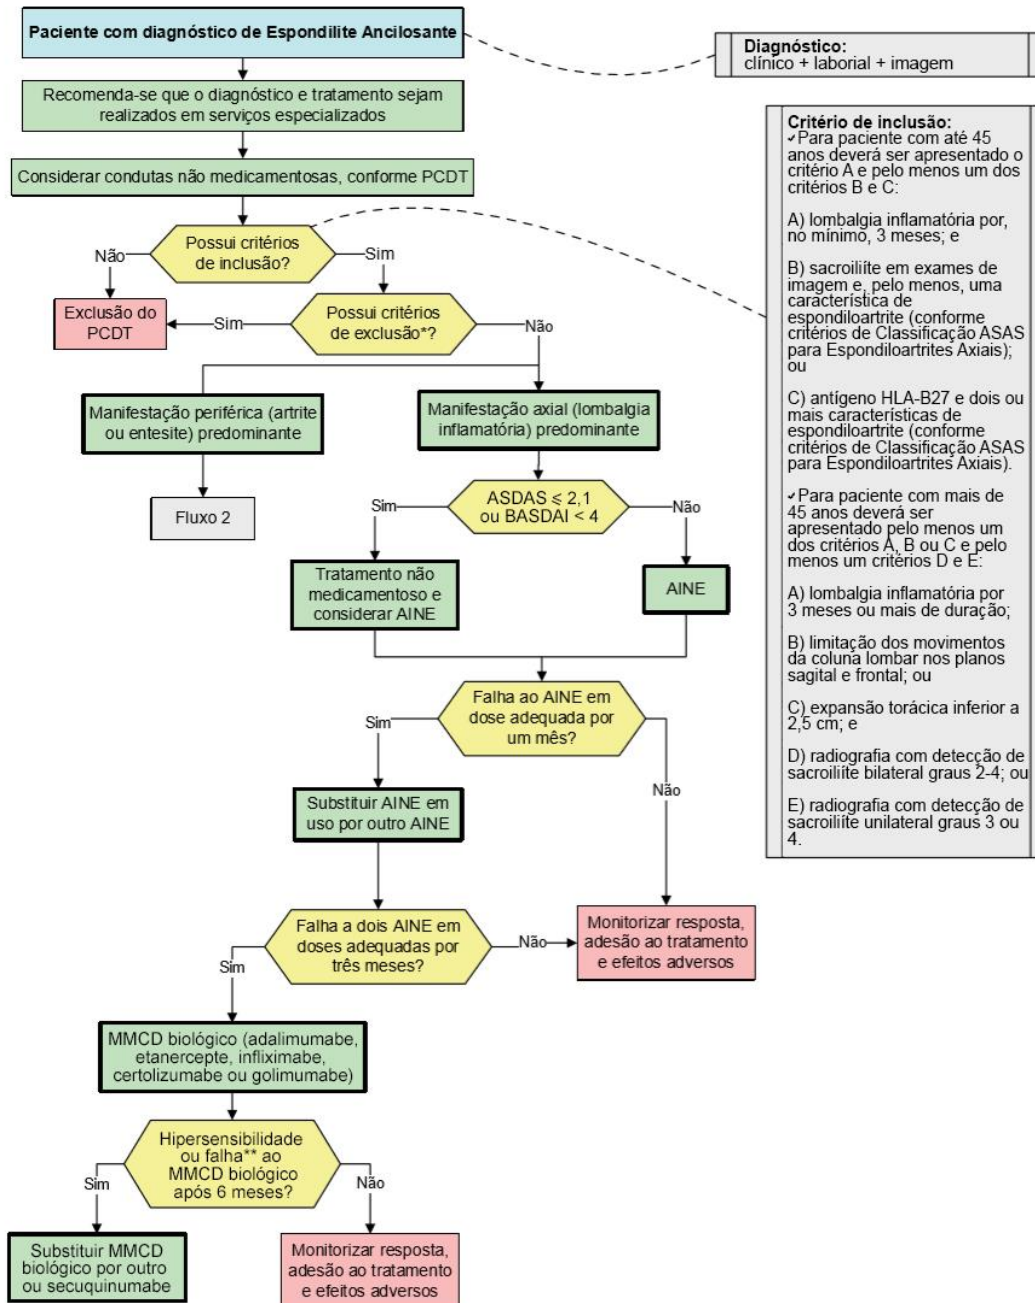 Paciente com diagnóstico de Espondilite Ancilosante
Diagnóstico:
clínico + laborial + imagem
Recomenda-se que o diagnóstico e tratamento sejam
realizados em serviços especializados
Considerar condutas não medicamentosas, conforme PCDT
Possui critérios
de inclusão?
Não
Sim
Exclusão do
PCDT
Sim
Possui critérios
de exclusão*?
Não
Manifestação periférica (artrite
ou entesite) predominante
Manifestação axial (lombalgia
inflamatória) predominante
Fluxo 2
Sim
ASDAS ⩽ 2,1
ou BASDAI < 4
Não
Tratamento não
medicamentoso e
considerar AINE
AINE
Sim
Falha ao AINE em
dose adequada por
um mês?
Não
Substituir AINE em
uso por outro AINE
Falha a dois AINE em
doses adequadas por
três meses?
Sim
Não
Monitorizar resposta,
adesão ao tratamento
e efeitos adversos
MMCD biológico (adalimumabe,
etanercepte, infliximabe,
certolizumabe ou golimumabe)
Hipersensibilidade
ou falha** ao
MMCD biológico
após 6 meses?
Sim
Não
Substituir MMCD
biológico por outro
ou secuquinumabe
Monitorizar resposta,
adesão ao tratamento
e efeitos adversos
Critério de inclusão:
✓Para paciente com até 45
anos deverá ser apresentado o
critério A e pelo menos um dos
critérios B e C:
A) lombalgia inflamatória por,
no mínimo, 3 meses; e
B) sacroiliíte em exames de
imagem e, pelo menos, uma
característica de
espondiloartrite (conforme
critérios de Classificação ASAS
para Espondiloartrites Axiais);
ou
C) antígeno HLA-B27 e dois ou
mais características de
espondiloartrite (conforme
critérios de Classificação ASAS
para Espondiloartrites Axiais).
✓Para paciente com mais de
45 anos deverá ser
apresentado pelo menos um
dos critérios A, B ou C e pelo
menos um critérios D e E:
A) lombalgia inflamatória por
3 meses ou mais de duração;
B) limitação dos movimentos
da coluna lombar nos planos
sagital e frontal; ou
C) expansão torácica inferior a
2,5 cm; e
D) radiografia com detecção de
sacroiliíte bilateral graus 2-4; ou
E) radiografia com detecção de
sacroiliíte unilateral graus 3 ou
4.